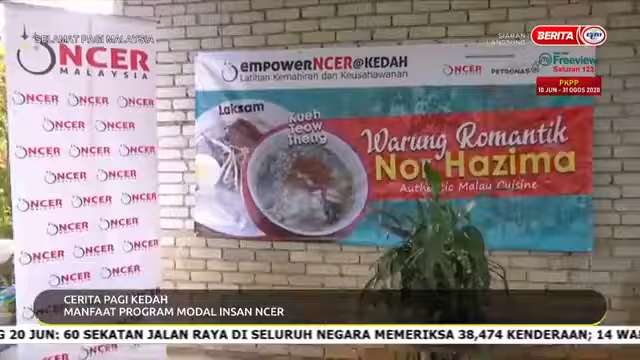 SELAMAT PAGI MALAYSIA
NCER
MALAYSIA
SIARAN
LANGSUNG
BERITA
rtm
Freeview
Saluran 123
PKPP
10 JUN - 31 OGOS 2020
empowerNCER@KEDAH
Latihan Kemahiran dan Keusahawanan
NCER
PETRONAS
Laksam
Kueh
Teow
Theng
Warung Romantik
Nor Hazima
Authentic Malau Cuisine
CERITA PAGI KEDAH
MANFAAT PROGRAM MODAL INSAN NCER
G 20 JUN: 60 SEKATAN JALAN RAYA DI SELURUH NEGARA MEMERIKSA 38,474 KENDERAAN; 14 WA